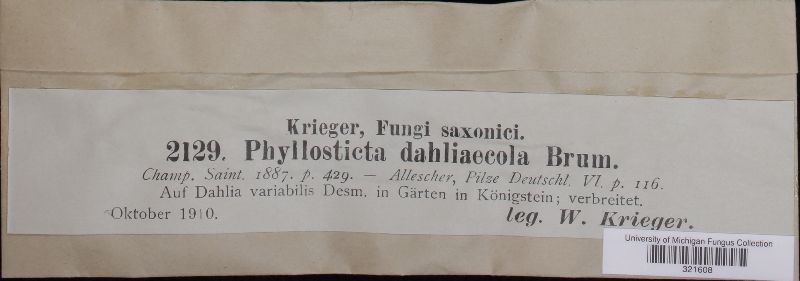 Krieger, Fungi saxonici.
2129. Phyllosticta dahliaecola Brum.
Champ. Saint. 1887. p. 429. — Allescher, Pilze Deutschl. VI. p. 116.
Auf Dahlia variabilis Desm. in Gärten in Königstein; verbreitet.
Oktober 1910. leg. W. Krieger.
University of Michigan Fungus Collection
321608